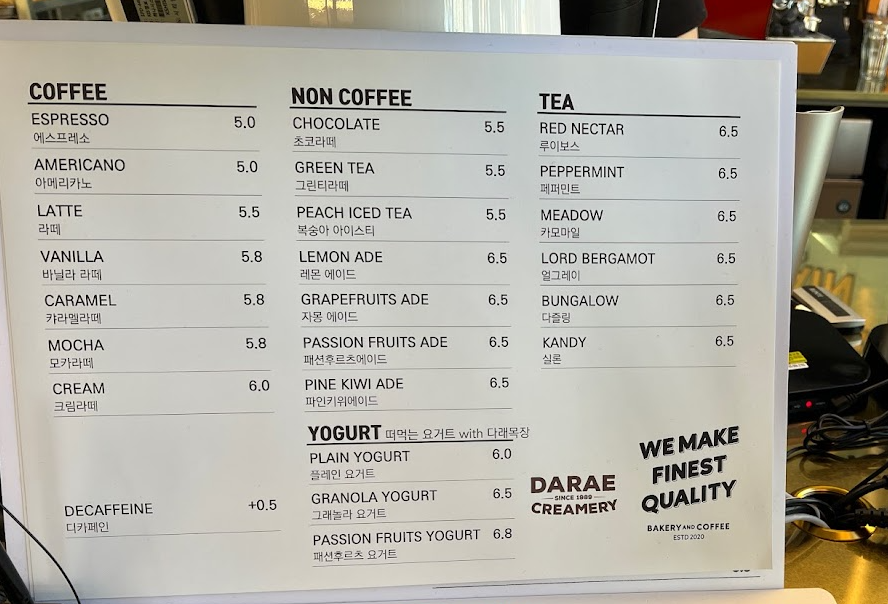 COFFEE
ESPRESSO 5.0
에스프레소
AMERICANO 5.0
아메리카노
LATTE 5.5
라떼
VANILLA 5.8
바닐라 라떼
CARAMEL 5.8
캬라멜라떼
MOCHA 5.8
모카라떼
CREAM 6.0
크림라떼
DECAFFEINE +0.5
디카페인
NON COFFEE
CHOCOLATE 5.5
초코라떼
GREEN TEA 5.5
그린티라떼
PEACH ICED TEA 5.5
복숭아 아이스티
LEMON ADE 6.5
레몬 에이드
GRAPEFRUITS ADE 6.5
자몽 에이드
PASSION FRUITS ADE 6.5
패션후르츠에이드
PINE KIWI ADE 6.5
파인키위에이드
YOGURT 떠먹는 요거트 with 다래목장
PLAIN YOGURT 6.0
플레인 요거트
GRANOLA YOGURT 6.5
그래놀라 요거트
PASSION FRUITS YOGURT 6.8
패션후르츠 요거트
TEA
RED NECTAR 6.5
루이보스
PEPPERMINT 6.5
페퍼민트
MEADOW 6.5
카모마일
LORD BERGAMOT 6.5
얼그레이
BUNGALOW 6.5
다즐링
KANDY 6.5
실론
DARAE
SINCE 1989
CREAMERY
WE MAKE
FINEST
QUALITY
BAKERY AND COFFEE
ESTD 2020